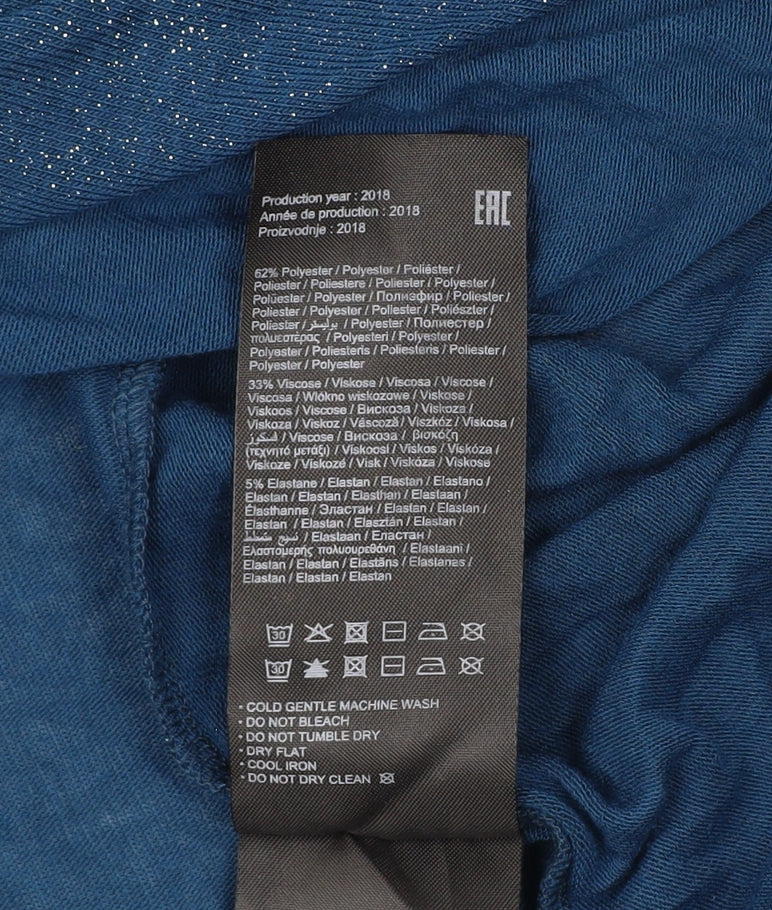 Production year : 2018
Année de production : 2018
Proizvodnje : 2018
EAC
62% Polyester / Polyester / Poliéster /
Poliester / Poliestere / Poliester / Polyester /
Polüester / Polyester / Полиэфир / Poliester /
Polyester / Polyester / Poliester / Poliészter /
Poliester / بوليستر / Polyester / Полиестер /
πολυεστέρας / Polyesteri / Polyester /
Polyester / Poliesteris / Poliesteris / Poliester /
Polyester / Polyester
33% Viscose / Viskose / Viscosa / Viscose /
Viscosa / Włókno wiskozowe / Viskose /
Viskoos / Viscose / Вискоза / Viskoza /
Viskoza / Viskoz / Vâscoză / Viszkóz / Viskosa /
/ Viscose / Вискоза / βισκόζη
(τεχνητό μετάξι) / Viskoosi / Viskos / Viskóza /
Viskoze / Viskozė / Visk / Viskóza / Viskose
5% Elastane / Elastan / Elastan / Elastano /
Elastan / Elastan / Elasthan / Elastaan /
Élasthanne / Эластан / Elastan / Elastan /
Elastan / Elastan / Elasztán / Elastan /
نسيج / Elastaan / Еластан /
Ελαστομερής πολυουρεθάνη / Elastaani /
Elastan / Elastan / Elastāns / Elastanas /
Elastan / Elastan / Elastan
30
30
• COLD GENTLE MACHINE WASH
• DO NOT BLEACH
• DO NOT TUMBLE DRY
• DRY FLAT
• COOL IRON
• DO NOT DRY CLEAN